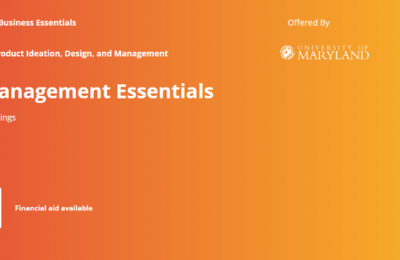 Business Essentials
Offered By
roduct Ideation, Design, and Management
UNIVERSITY OF
MARYLAND
anagement Essentials
ings
Financial aid available